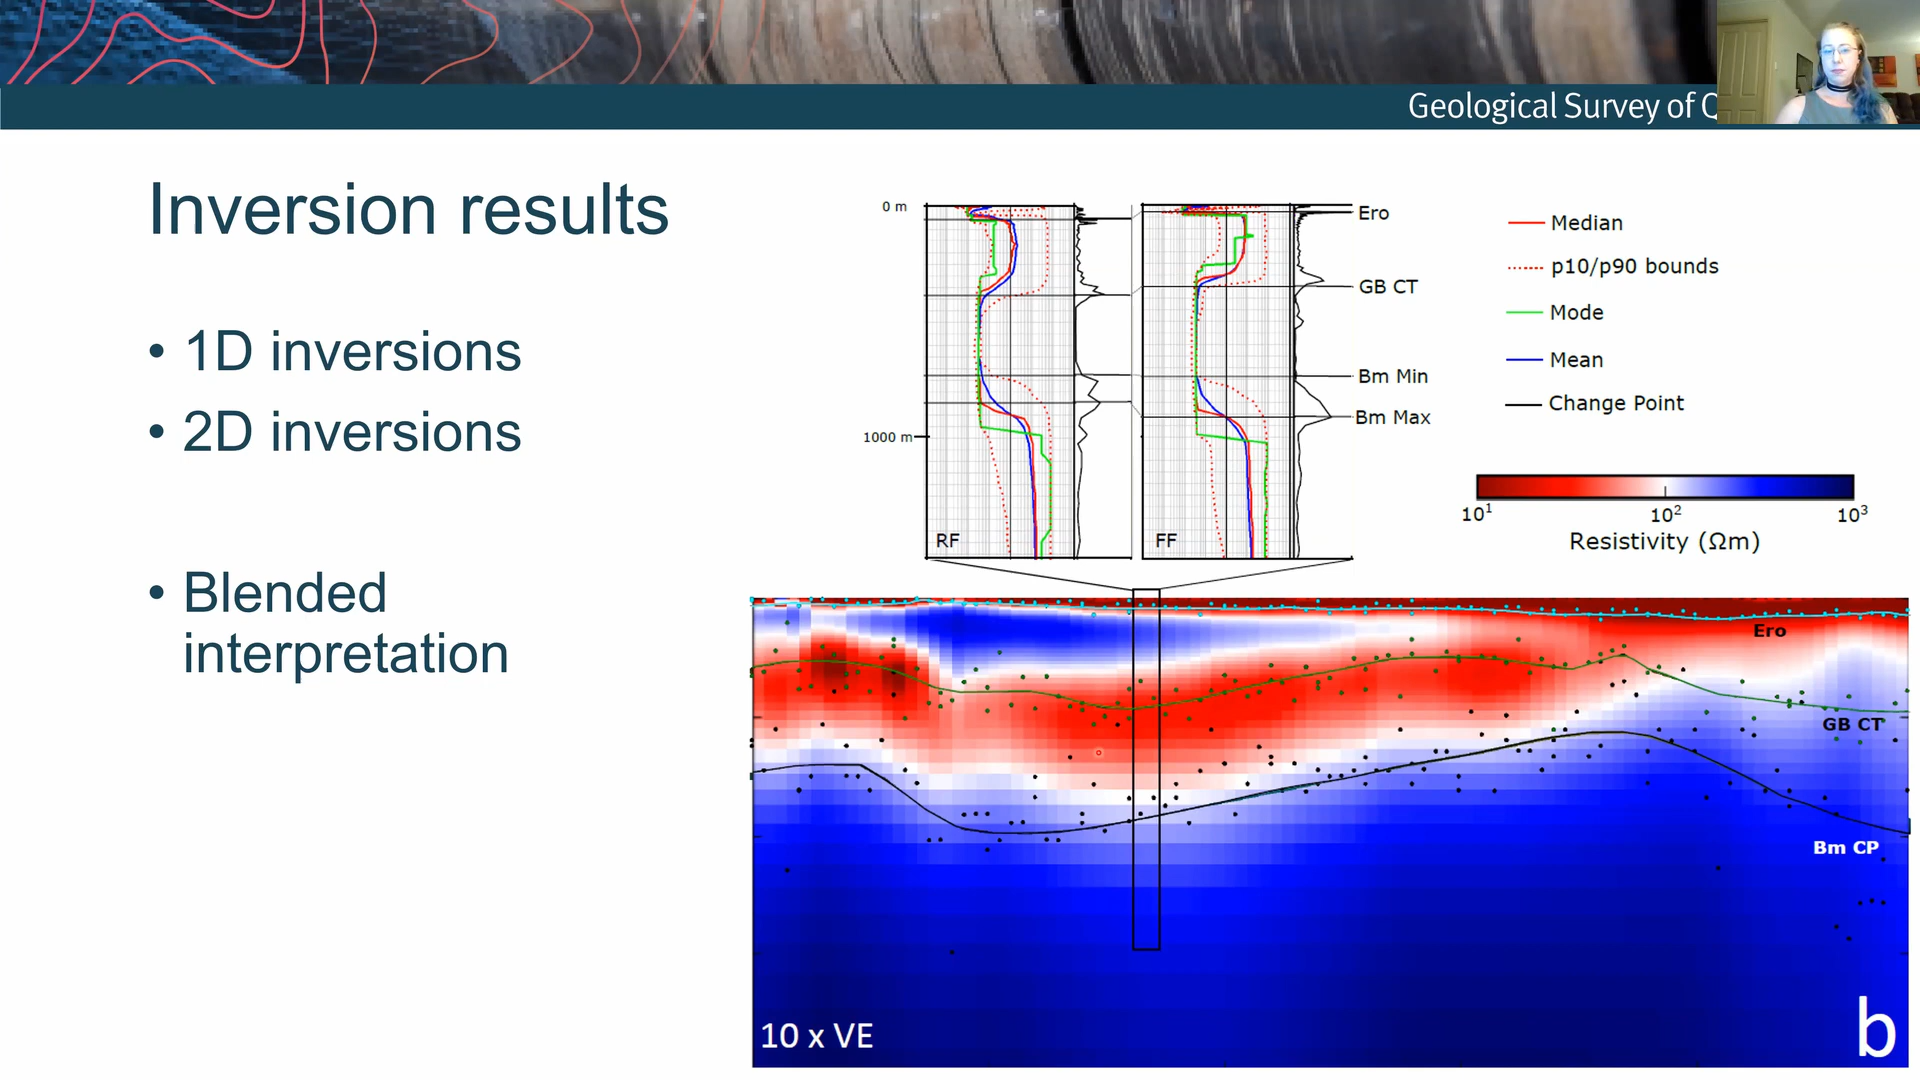 Geological Survey of Q
Inversion results
• 1D inversions
• 2D inversions
• Blended
interpretation
0 m
1000 m
RF
FF
Ero
GB CT
Bm Min
Bm Max
Median
p10/p90 bounds
Mode
Mean
Change Point
10¹ 10² 10³
Resistivity (Ωm)
Ero
GB CT
Bm CP
10 x VE
b